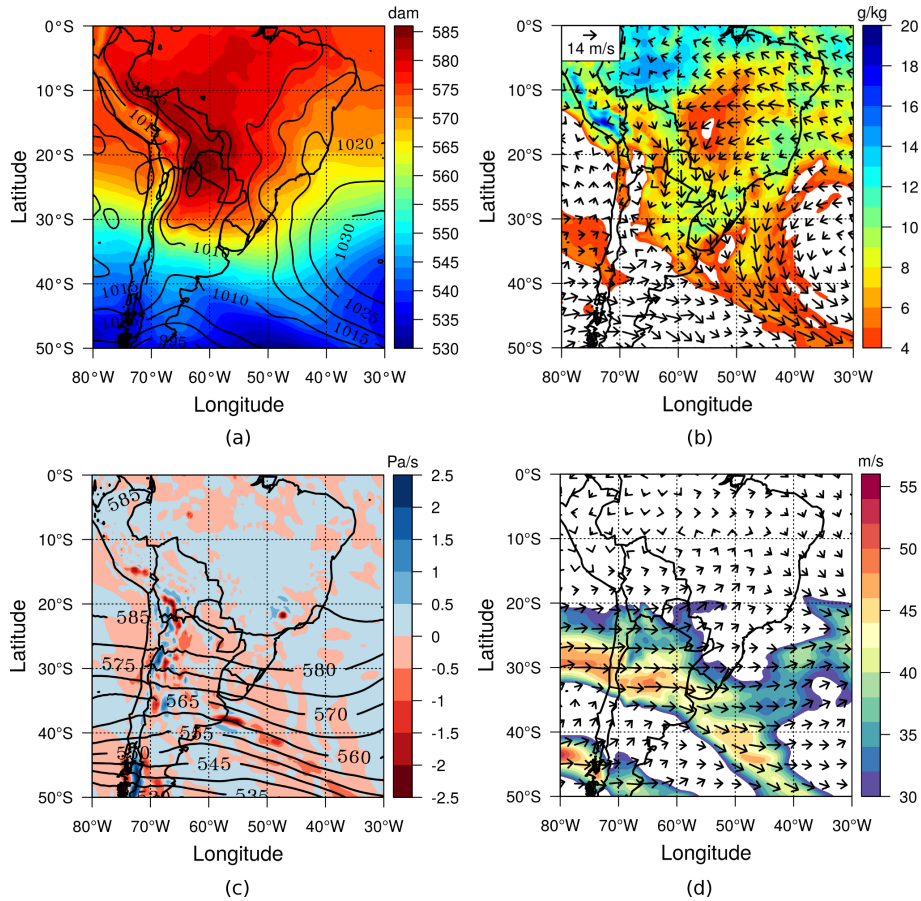 dam
0°S
10°S
20°S
30°S
40°S
50°S
Latitude
80°W 70°W 60°W 50°W 40°W 30°W
Longitude
585
580
575
570
565
560
555
550
545
540
535
530
1020
1030
1010
1015
1025
1015
(a)
g/kg
14 m/s
0°S
10°S
20°S
30°S
40°S
50°S
Latitude
80°W 70°W 60°W 50°W 40°W 30°W
Longitude
20
18
16
14
12
10
8
6
4
(b)
Pa/s
0°S
10°S
20°S
30°S
40°S
50°S
Latitude
80°W 70°W 60°W 50°W 40°W 30°W
Longitude
2.5
2
1.5
1
0.5
0
-0.5
-1
-1.5
-2
-2.5
585
585
575
580
565
570
555
560
545
535
(c)
m/s
0°S
10°S
20°S
30°S
40°S
50°S
Latitude
80°W 70°W 60°W 50°W 40°W 30°W
Longitude
55
50
45
40
35
30
(d)